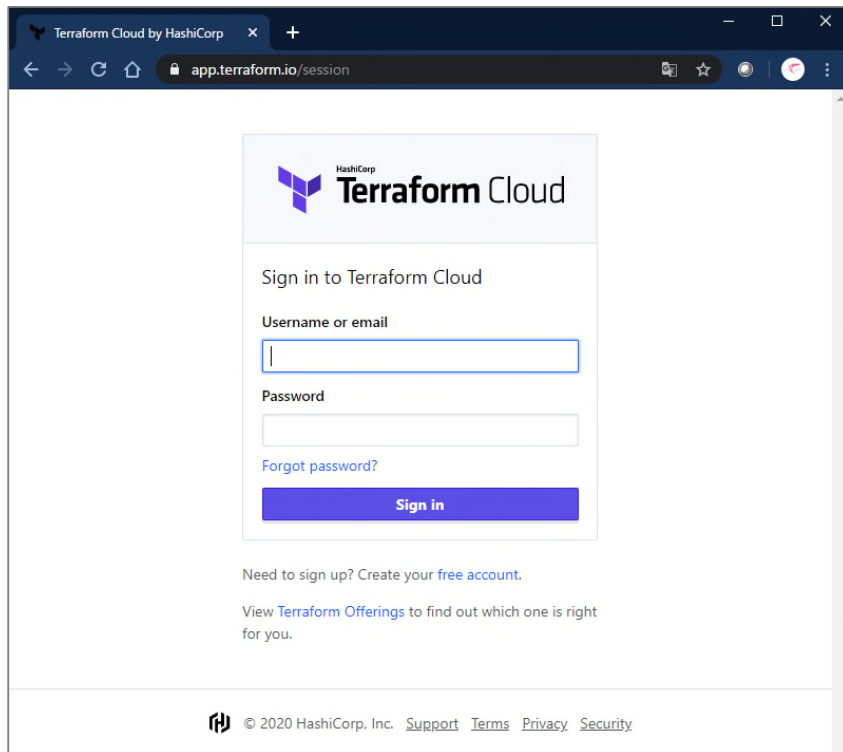 Terraform Cloud by HashiCorp
app.terraform.io/session
HashiCorp
Terraform Cloud
Sign in to Terraform Cloud
Username or email
Password
Forgot password?
Sign in
Need to sign up? Create your free account.
View Terraform Offerings to find out which one is right
for you.
© 2020 HashiCorp, Inc. Support Terms Privacy Security